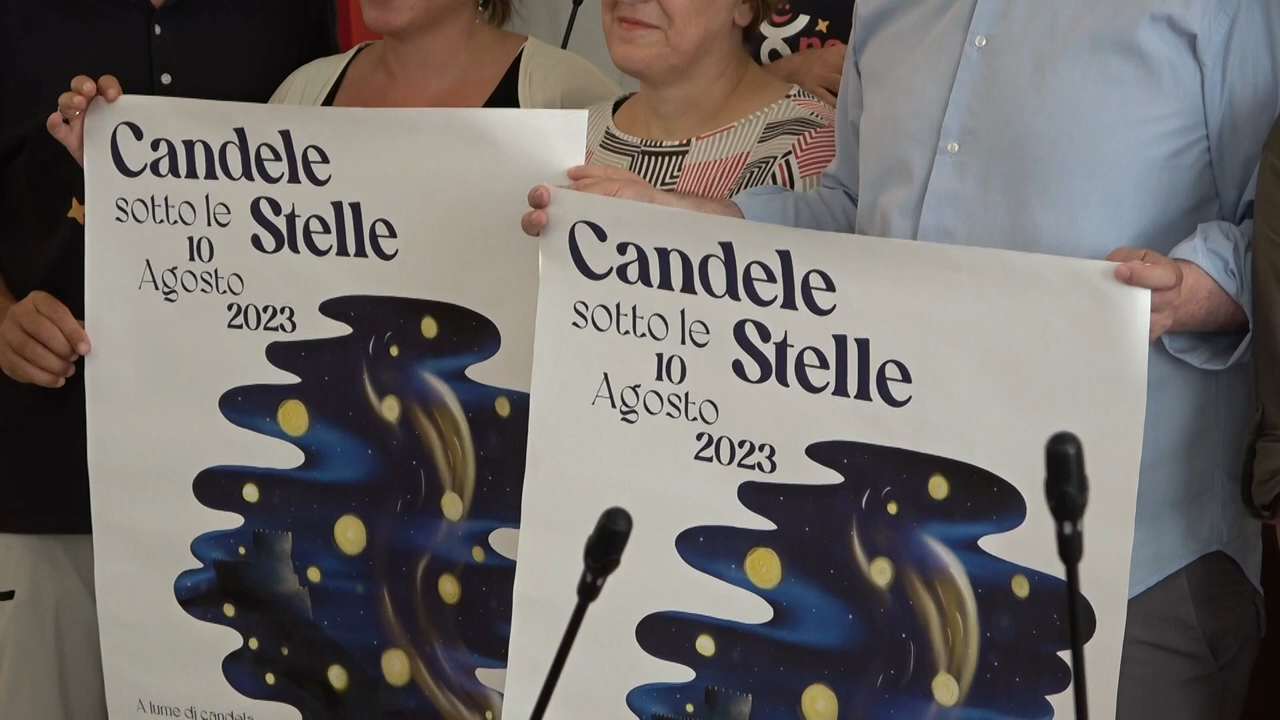 Candele
sotto le Stelle
10
Agosto
2023
A lume di candela
Candele
sotto le Stelle
10
Agosto
2023